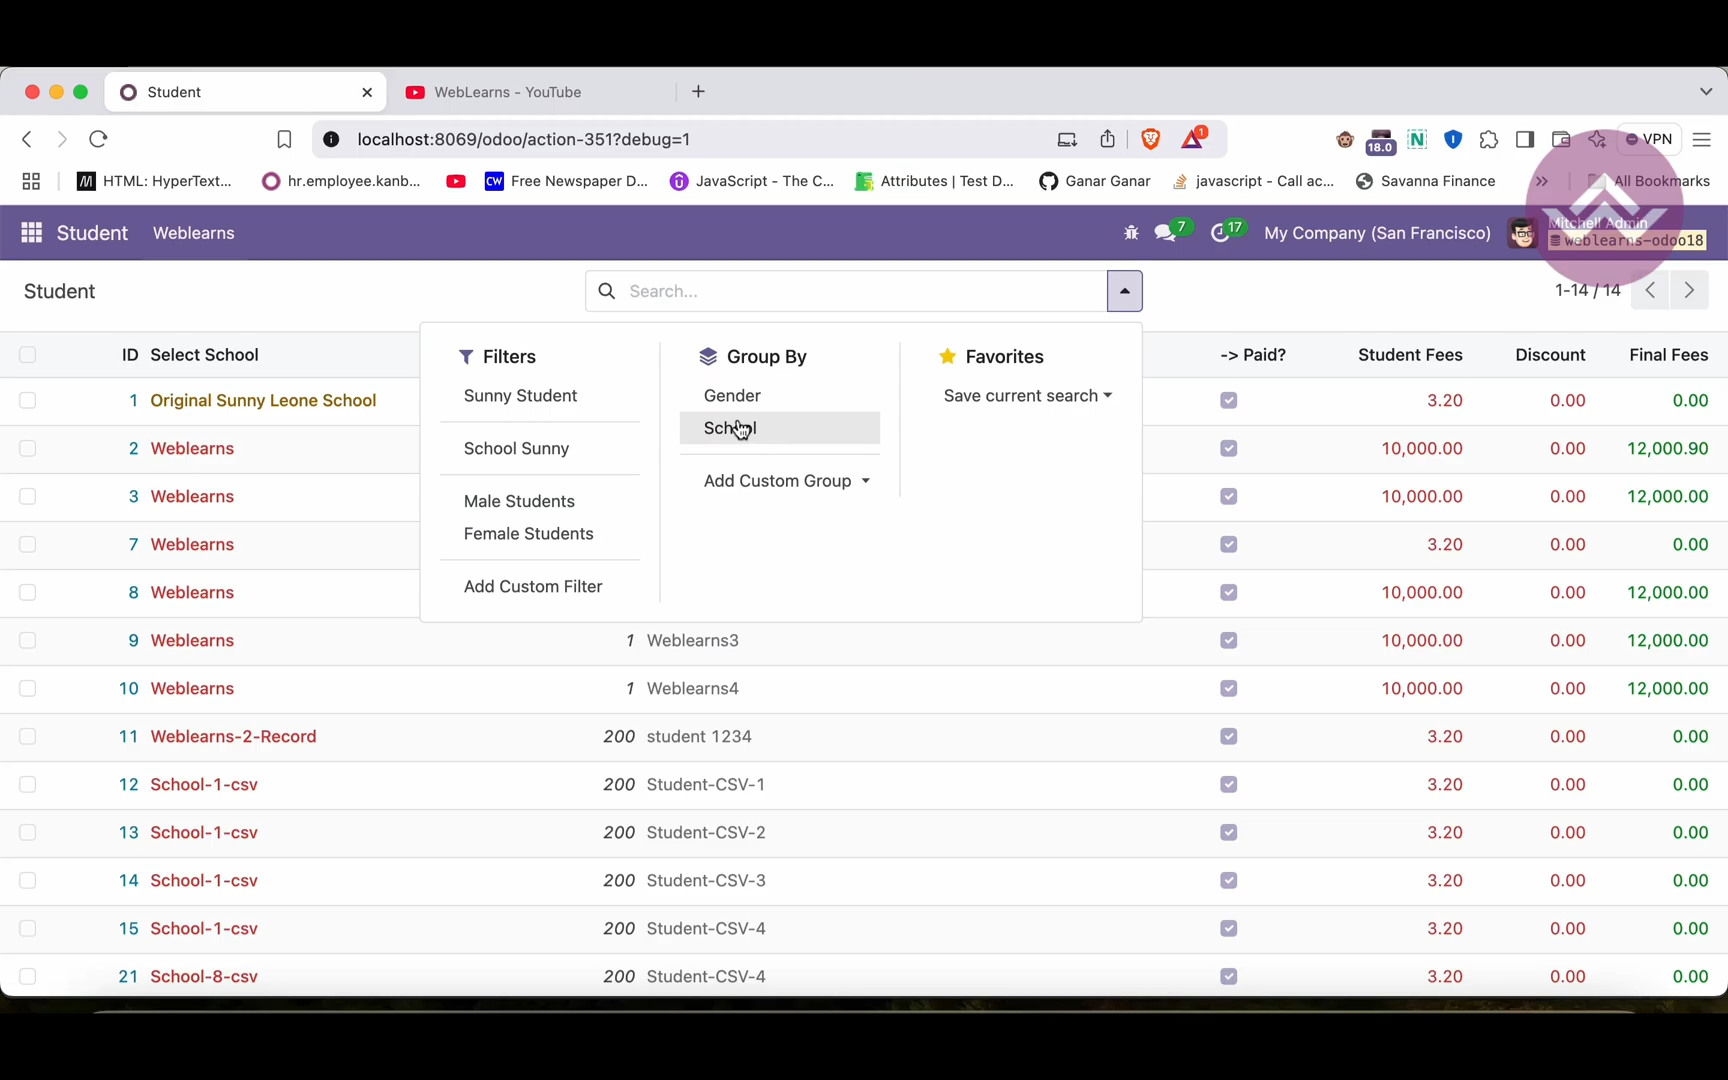 Student
WebLearns - YouTube
localhost:8069/odoo/action-351?debug=1
1
18.0
VPN
HTML: HyperText...
hr.employee.kanb...
CW Free Newspaper D...
JavaScript - The C...
Attributes | Test D...
Ganar Ganar
javascript - Call ac...
Savanna Finance
All Bookmarks
Student Weblearns
7
17
My Company (San Francisco)
Mitchell Admin
weblearns-odoo18
Student
Search...
1-14 / 14
ID Select School
-> Paid? Student Fees Discount Final Fees
Filters
Sunny Student
School Sunny
Male Students
Female Students
Add Custom Filter
Group By
Gender
School
Add Custom Group
Favorites
Save current search
1 Original Sunny Leone School 3.20 0.00 0.00
2 Weblearns 10,000.00 0.00 12,000.90
3 Weblearns 10,000.00 0.00 12,000.00
7 Weblearns 3.20 0.00 0.00
8 Weblearns 10,000.00 0.00 12,000.00
9 Weblearns 1 Weblearns3 10,000.00 0.00 12,000.00
10 Weblearns 1 Weblearns4 10,000.00 0.00 12,000.00
11 Weblearns-2-Record 200 student 1234 3.20 0.00 0.00
12 School-1-csv 200 Student-CSV-1 3.20 0.00 0.00
13 School-1-csv 200 Student-CSV-2 3.20 0.00 0.00
14 School-1-csv 200 Student-CSV-3 3.20 0.00 0.00
15 School-1-csv 200 Student-CSV-4 3.20 0.00 0.00
21 School-8-csv 200 Student-CSV-4 3.20 0.00 0.00